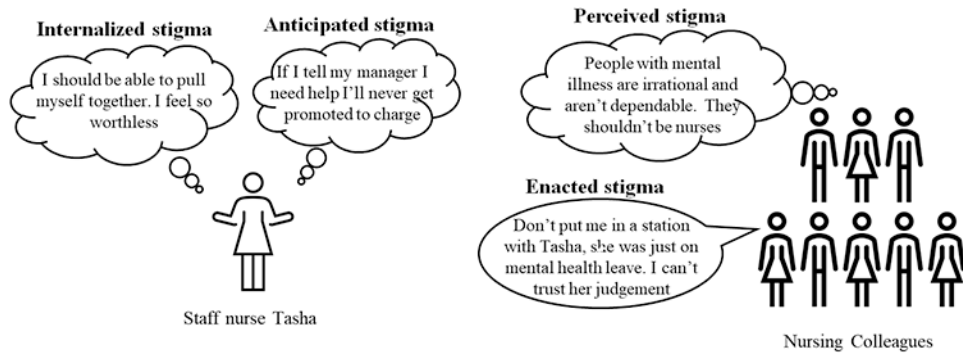 Internalized stigma
I should be able to pull
myself together. I feel so
worthless
Anticipated stigma
If I tell my manager I
need help I'll never get
promoted to charge
Staff nurse Tasha
Perceived stigma
People with mental
illness are irrational and
aren't dependable. They
shouldn't be nurses
Enacted stigma
Don't put me in a station
with Tasha, she was just on
mental health leave. I can't
trust her judgement
Nursing Colleagues